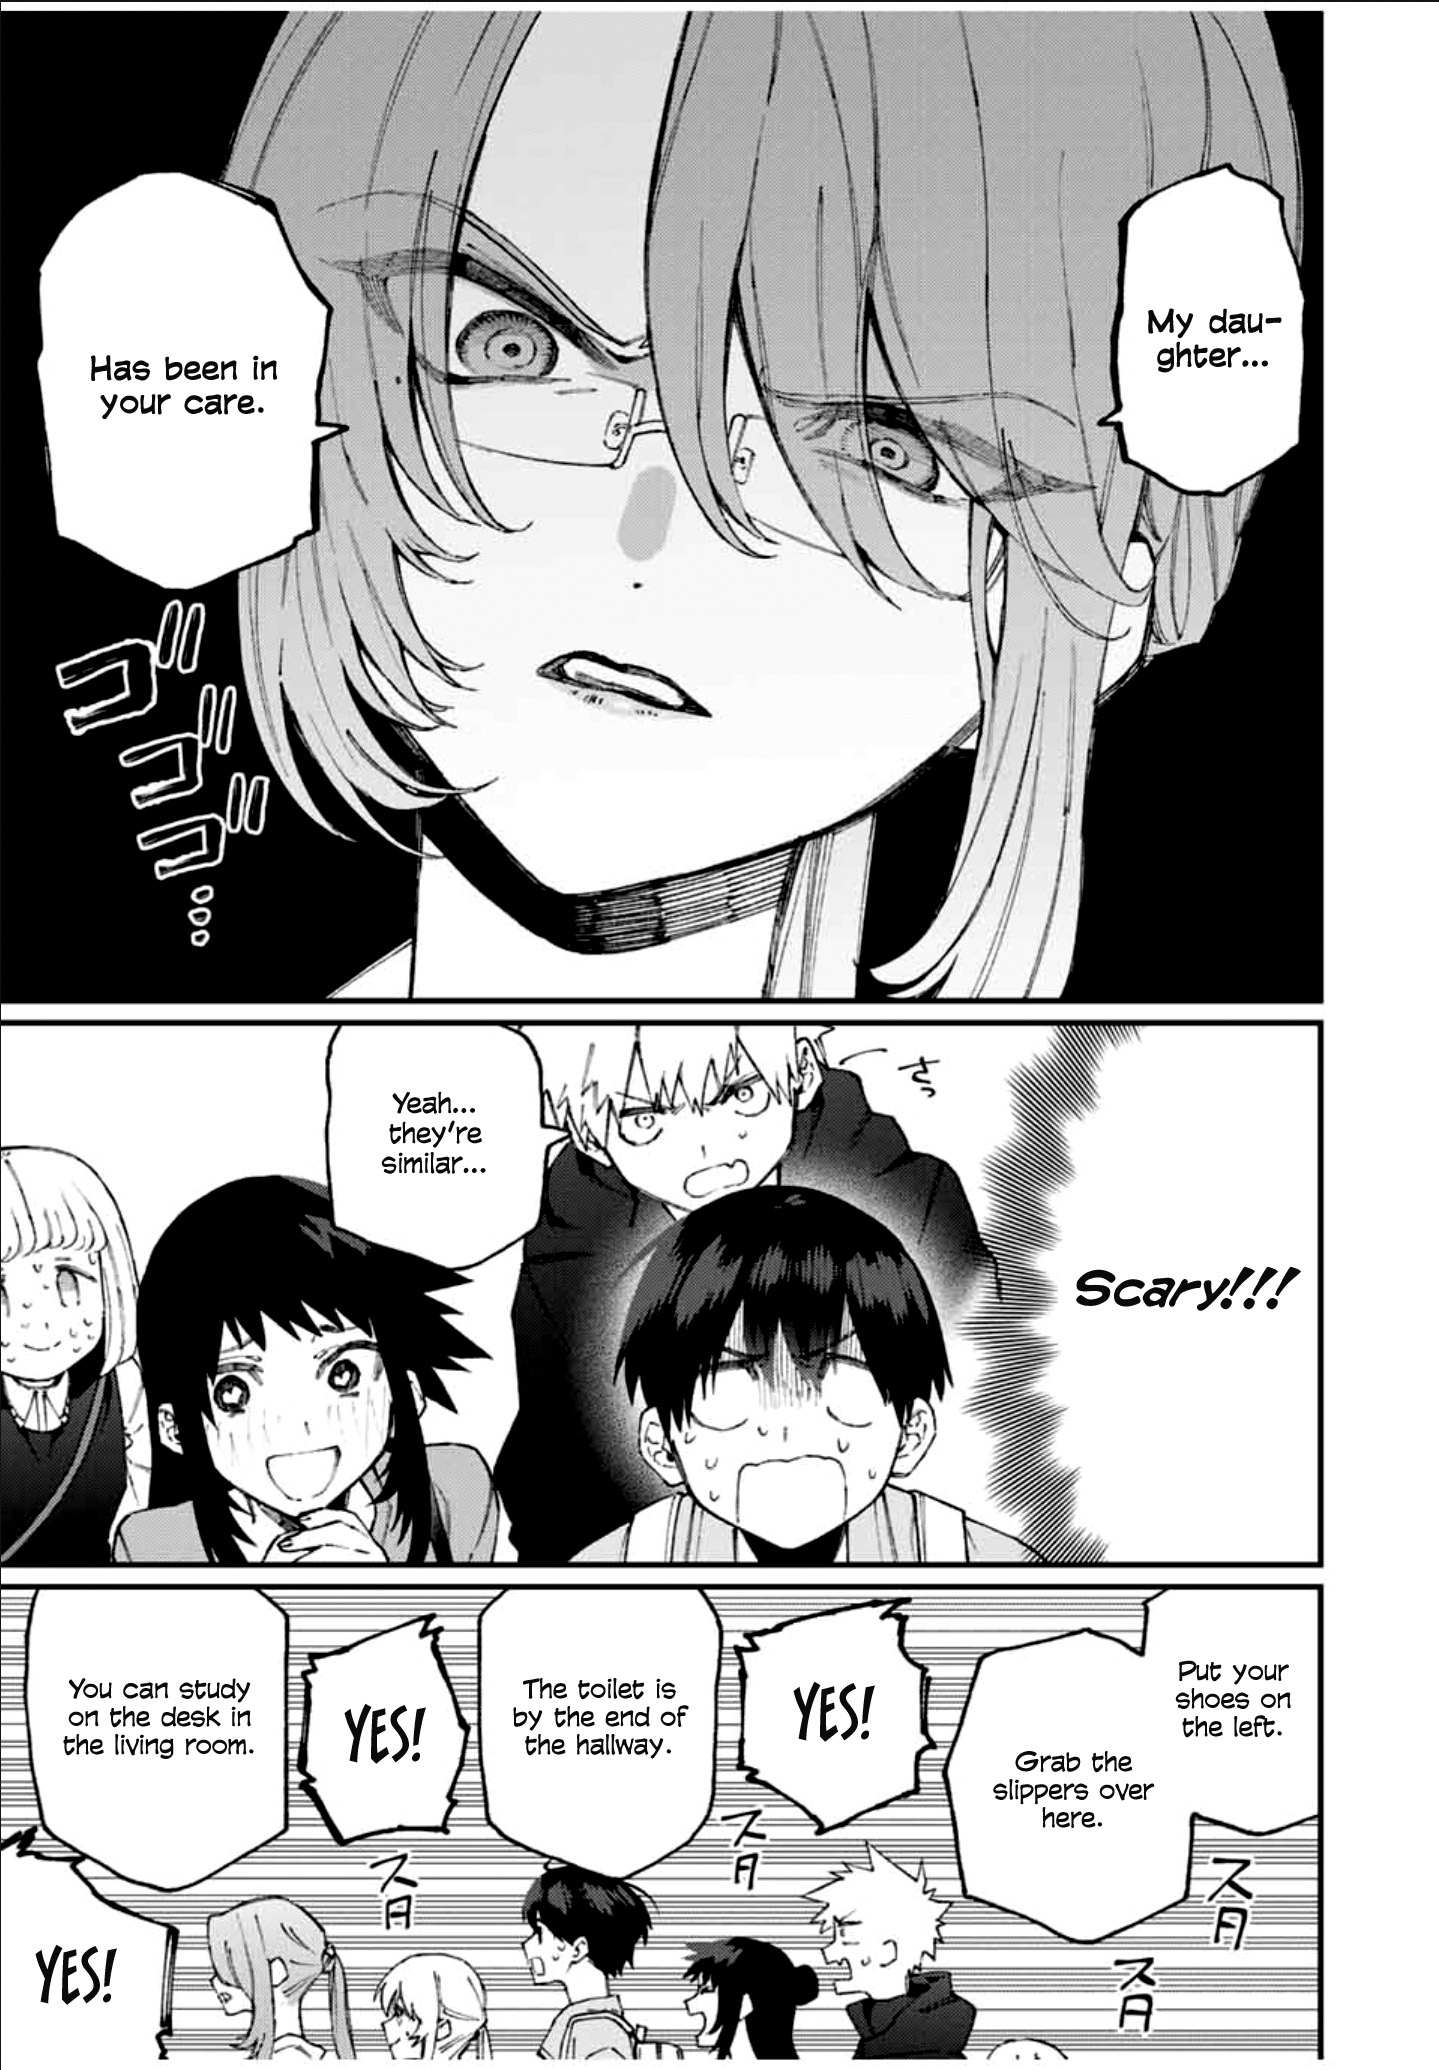 My dau-
ghter...
Has been in
your care.
ゴゴゴ...
さっ
Scary!!!
Yeah...
they're
similar...
Put your
shoes on
the left.
Grab the
slippers over
here.
YES!
The toilet is
by the end of
the hallway.
YES!
You can study
on the desk in
the living room.
YES!
スタ
スタ
スタ
スタ